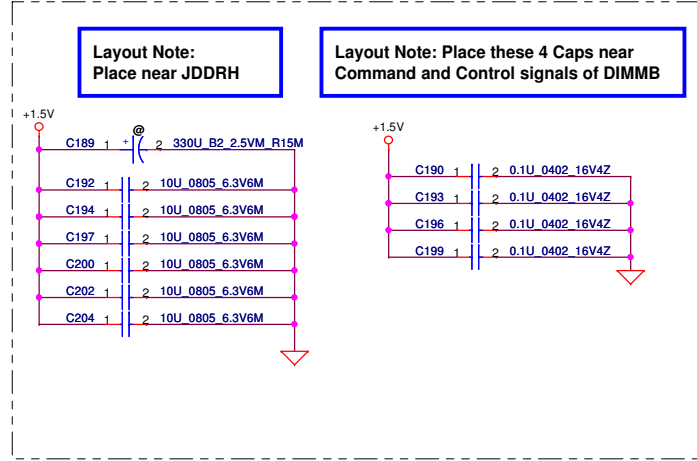 Layout Note:
Place near JDDRH
Layout Note: Place these 4 Caps near
Command and Control signals of DIMMB
+1.5V
@
C189 1 + 2 330U_B2_2.5VM_R15M
C192 1 2 10U_0805_6.3V6M
C194 1 2 10U_0805_6.3V6M
C197 1 2 10U_0805_6.3V6M
C200 1 2 10U_0805_6.3V6M
C202 1 2 10U_0805_6.3V6M
C204 1 2 10U_0805_6.3V6M
+1.5V
C190 1 2 0.1U_0402_16V4Z
C193 1 2 0.1U_0402_16V4Z
C196 1 2 0.1U_0402_16V4Z
C199 1 2 0.1U_0402_16V4Z